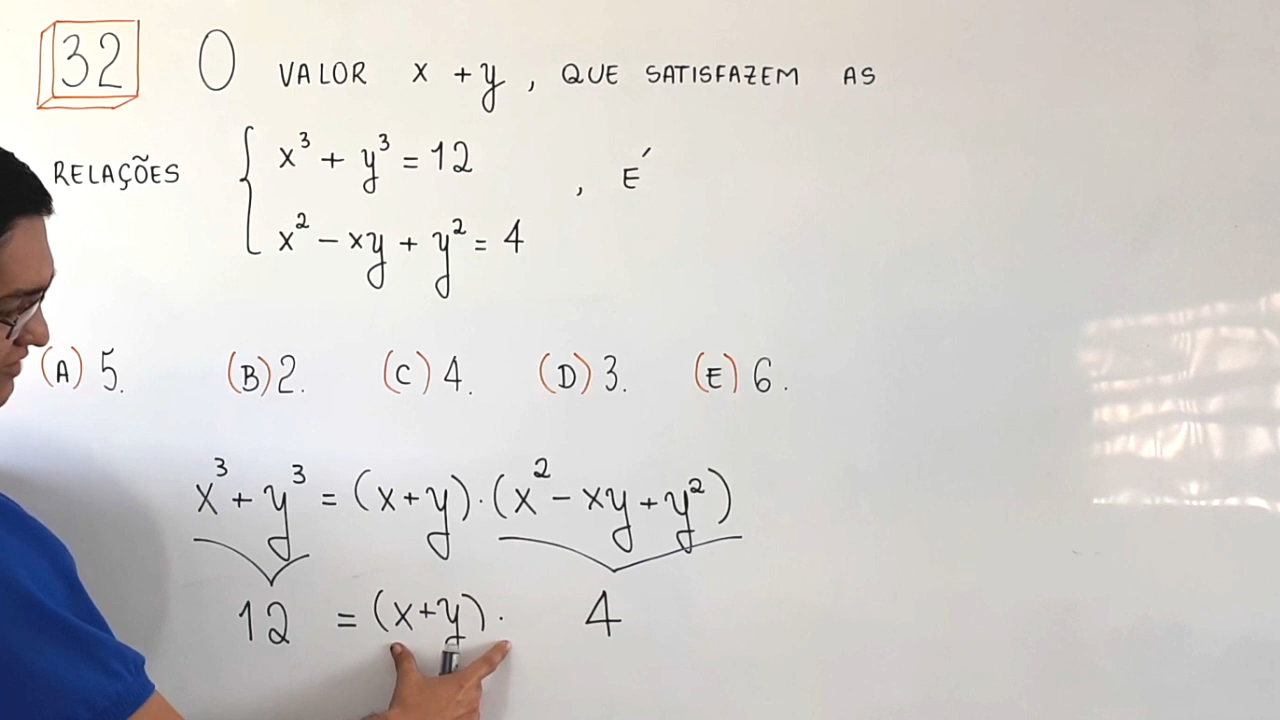 32 O VALOR x + y, QUE SATISFAZEM AS
RELAÇÕES { x³ + y³ = 12 , É
x² - xy + y² = 4
(A) 5. (B) 2. (C) 4. (D) 3. (E) 6.
x³ + y³ = (x+y)·(x² - xy + y²)
12 = (x+y)· 4